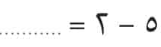 ٥ − ٢ = ...........